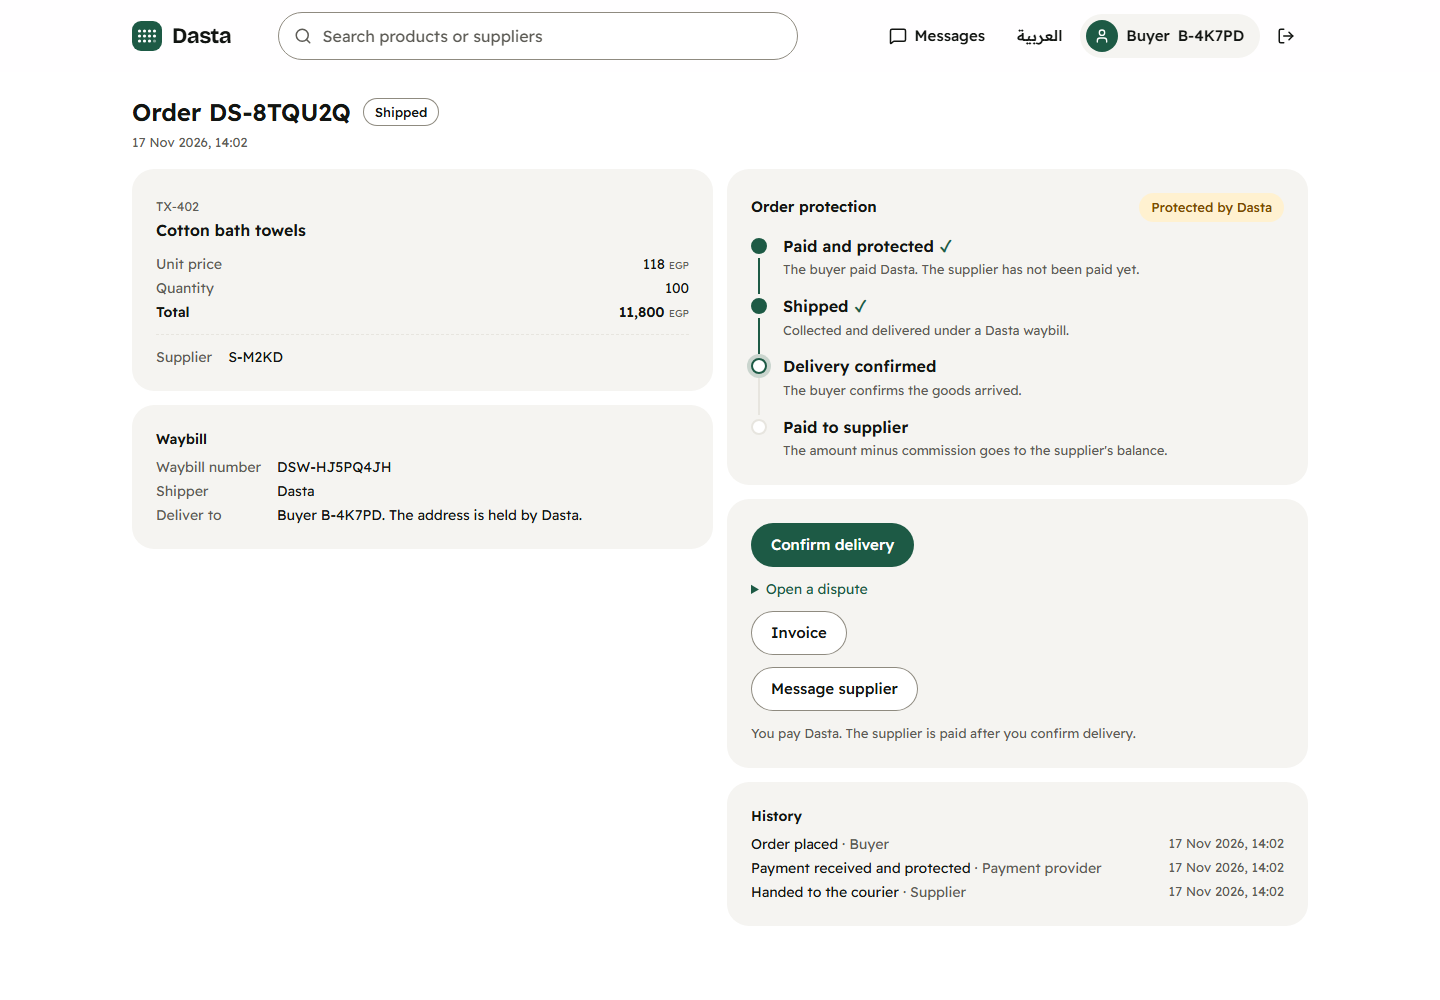 Dasta
Search products or suppliers
Messages
العربية
Buyer B-4K7PD
Order DS-8TQU2Q
Shipped
17 Nov 2026, 14:02
TX-402
Cotton bath towels
Unit price 118 EGP
Quantity 100
Total 11,800 EGP
Supplier S-M2KD
Waybill
Waybill number DSW-HJ5PQ4JH
Shipper Dasta
Deliver to Buyer B-4K7PD. The address is held by Dasta.
Order protection
Protected by Dasta
Paid and protected ✓
The buyer paid Dasta. The supplier has not been paid yet.
Shipped ✓
Collected and delivered under a Dasta waybill.
Delivery confirmed
The buyer confirms the goods arrived.
Paid to supplier
The amount minus commission goes to the supplier's balance.
Confirm delivery
Open a dispute
Invoice
Message supplier
You pay Dasta. The supplier is paid after you confirm delivery.
History
Order placed · Buyer 17 Nov 2026, 14:02
Payment received and protected · Payment provider 17 Nov 2026, 14:02
Handed to the courier · Supplier 17 Nov 2026, 14:02